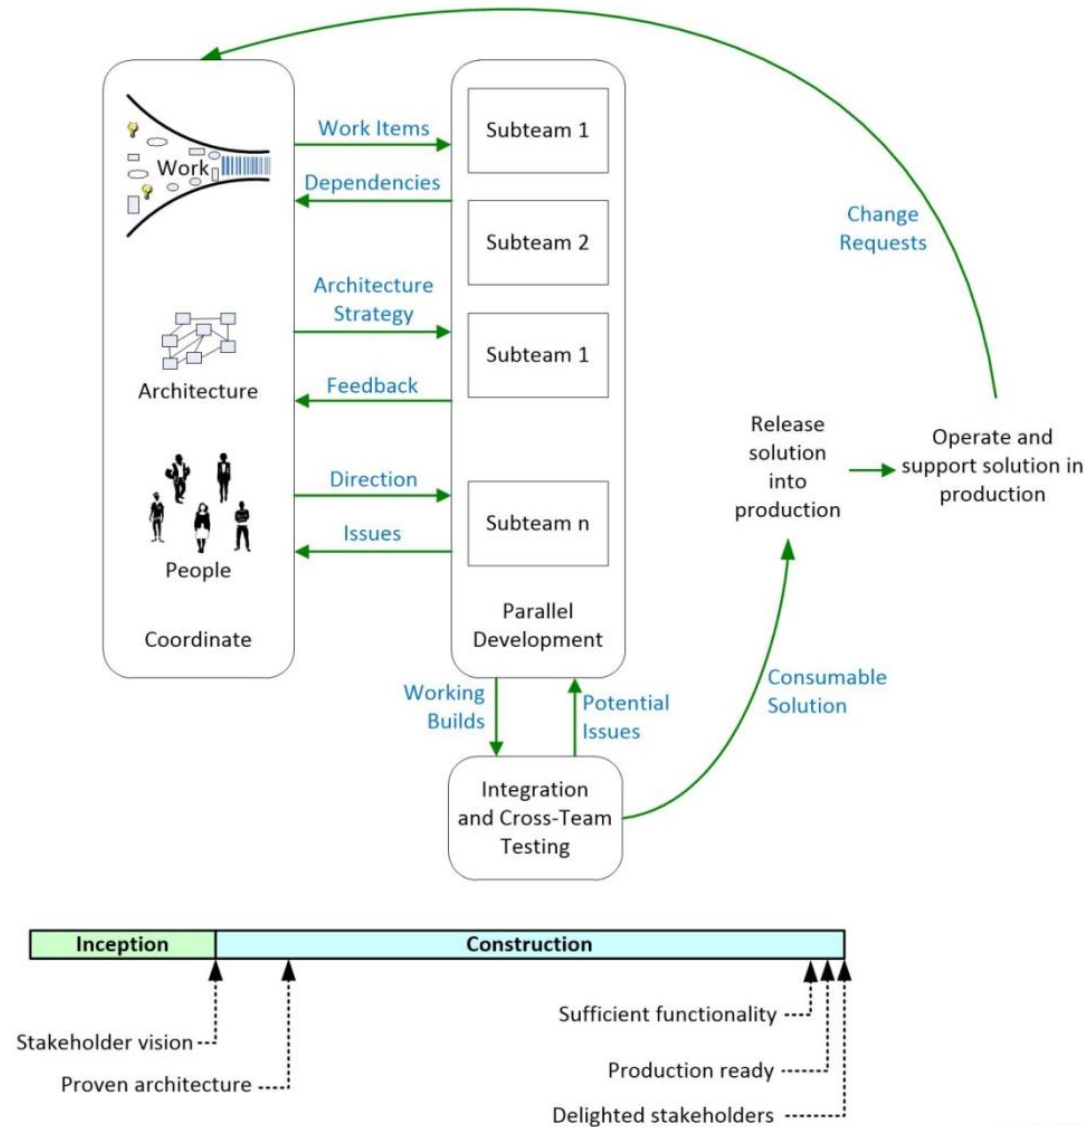 Work
Architecture
People
Coordinate
Work Items
Dependencies
Architecture
Strategy
Feedback
Direction
Issues
Subteam 1
Subteam 2
Subteam 1
Subteam n
Parallel
Development
Working
Builds
Potential
Issues
Integration
and Cross-Team
Testing
Consumable
Solution
Release
solution
into
production
Operate and
support solution in
production
Change
Requests
Inception
Construction
Stakeholder vision
Proven architecture
Sufficient functionality
Production ready
Delighted stakeholders